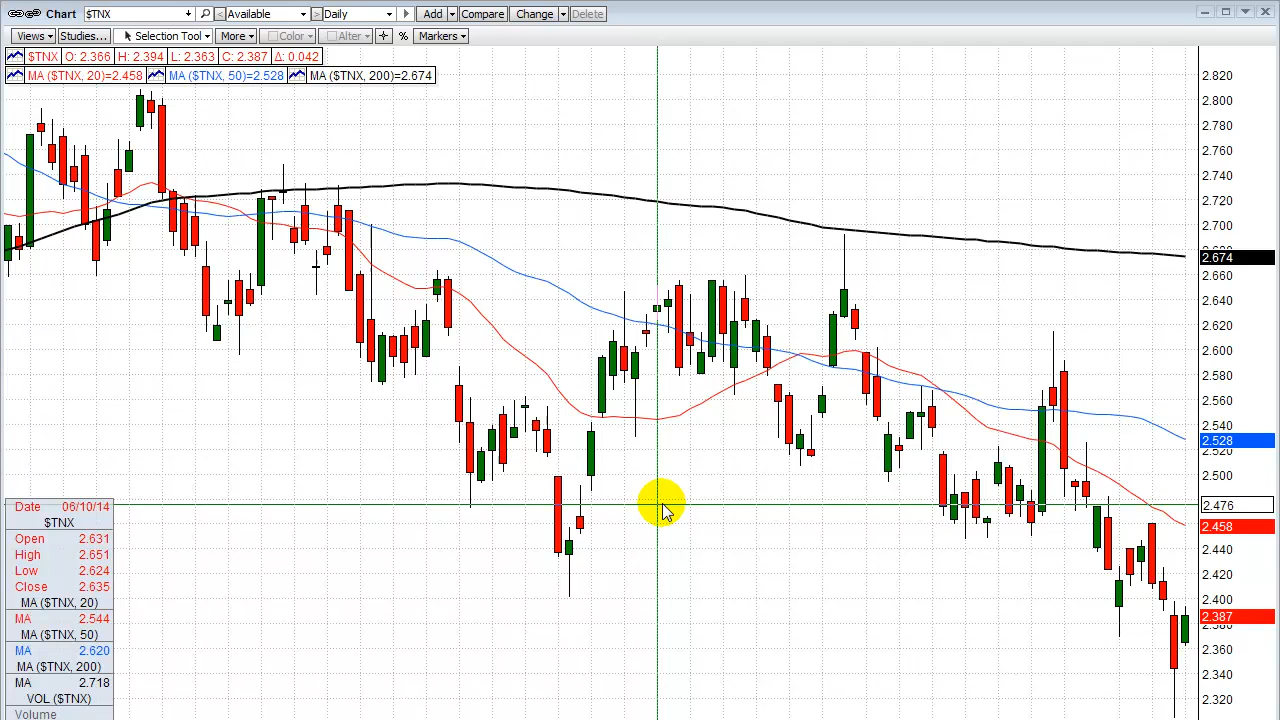 Chart $TNX Available Daily Add Compare Change Delete
Views Studies... Selection Tool More Color Alter % Markers
$TNX O: 2.366 H: 2.394 L: 2.363 C: 2.387 Δ: 0.042
MA ($TNX, 20)=2.458 MA ($TNX, 50)=2.528 MA ($TNX, 200)=2.674
2.820
2.800
2.780
2.760
2.740
2.720
2.700
2.674
2.660
2.640
2.620
2.600
2.580
2.560
2.540
2.528
2.520
2.500
2.476
2.458
2.440
2.420
2.400
2.387
2.380
2.360
2.340
2.320
Date 06/10/14
$TNX
Open 2.631
High 2.651
Low 2.624
Close 2.635
MA ($TNX, 20)
MA 2.544
MA ($TNX, 50)
MA 2.620
MA ($TNX, 200)
MA 2.718
VOL ($TNX)
Volume